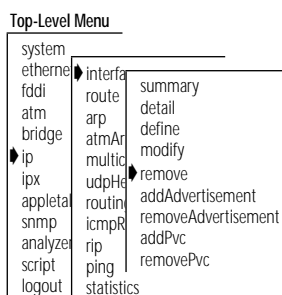 Top-Level Menu
system
etherne
fddi
atm
bridge
ip
ipx
appletal
snmp
analyzer
script
logout
interfa
route
arp
atmAr
multic
udpHe
routin
icmpR
rip
ping
statistics
summary
detail
define
modify
remove
addAdvertisement
removeAdvertisement
addPvc
removePvc